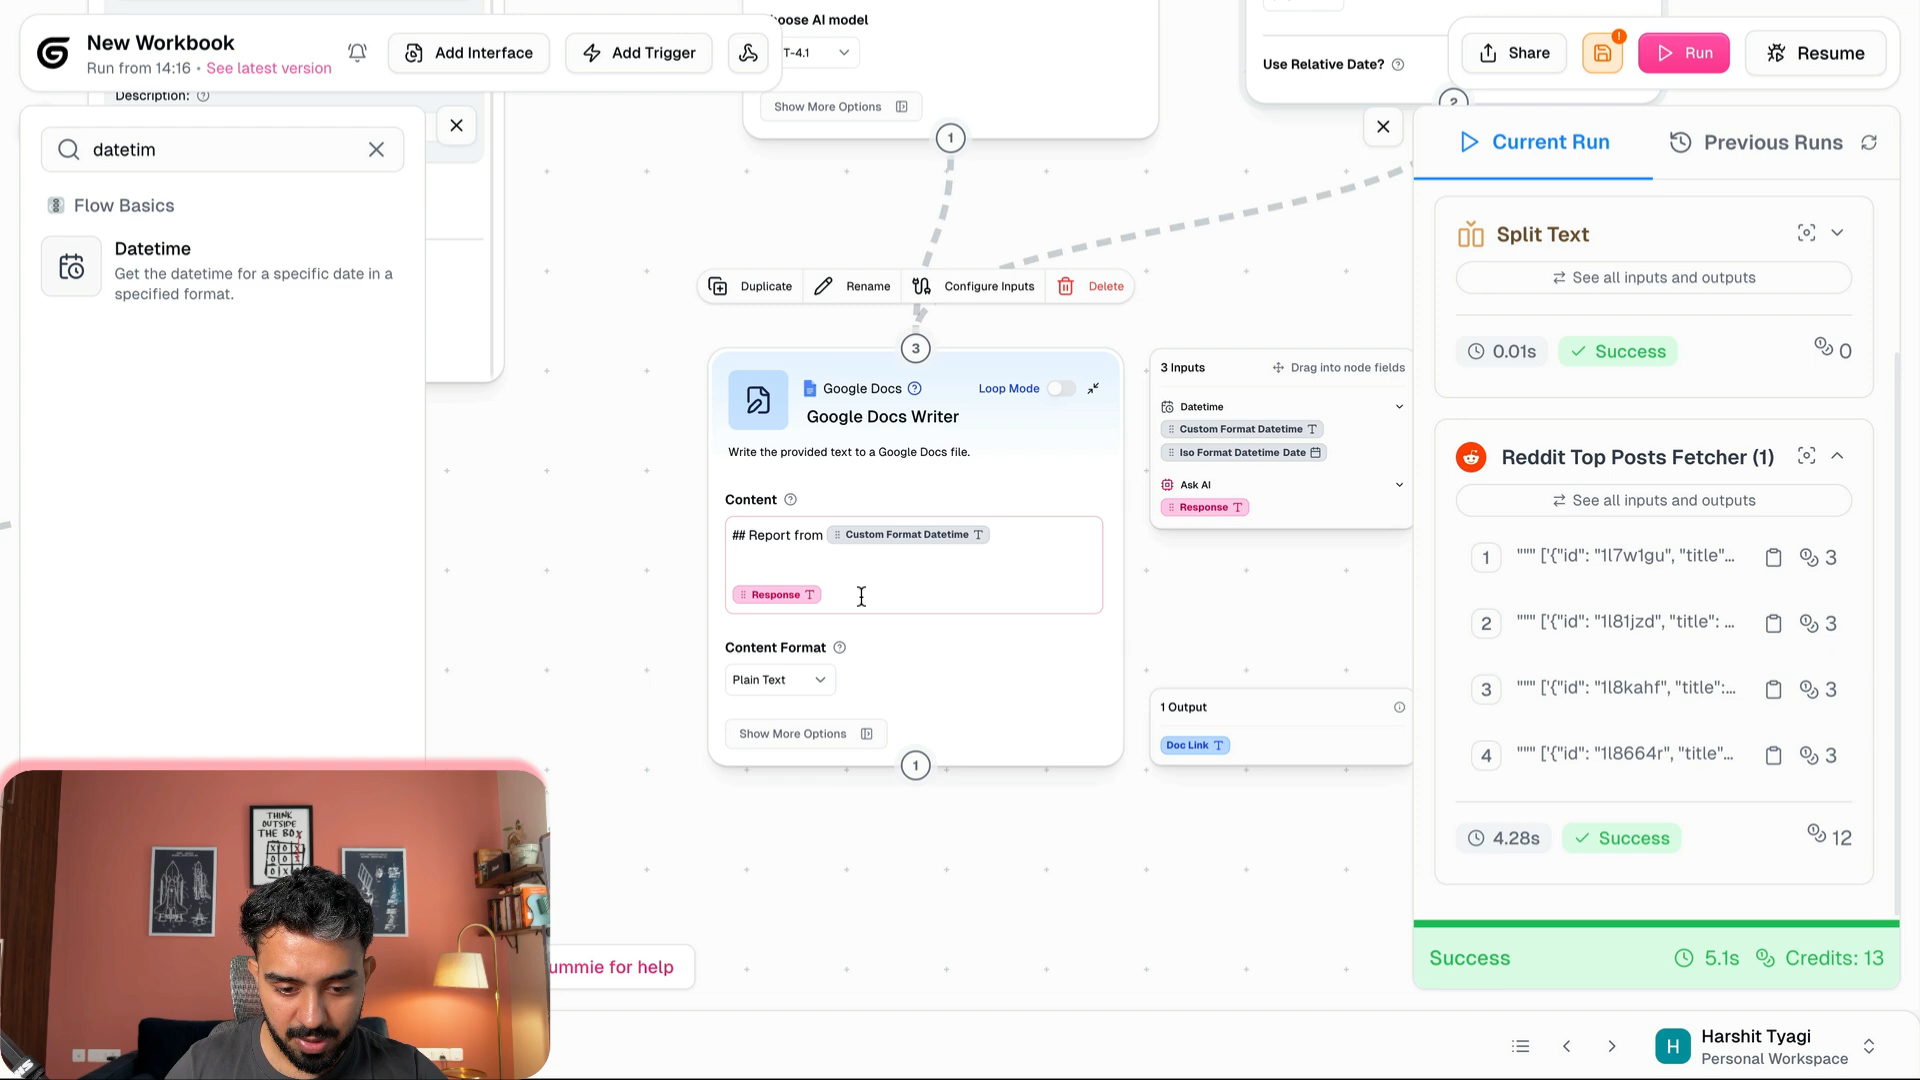 New Workbook
Run from 14:16 • See latest version
Add Interface
Add Trigger
Choose AI model
T-4.1
Show More Options
Use Relative Date?
Share
Run
Resume
Description:
1
2
datetim
Flow Basics
Datetime
Get the datetime for a specific date in a
specified format.
Duplicate
Rename
Configure Inputs
Delete
3
Google Docs
Loop Mode
Google Docs Writer
Write the provided text to a Google Docs file.
Content
## Report from Custom Format Datetime
Response
Content Format
Plain Text
Show More Options
1
3 Inputs
Drag into node fields
Datetime
Custom Format Datetime
Iso Format Datetime Date
Ask AI
Response
1 Output
Doc Link
Current Run
Previous Runs
Split Text
See all inputs and outputs
0.01s
Success
0
Reddit Top Posts Fetcher (1)
See all inputs and outputs
1 """ ['{"id": "1l7w1gu", "title"... 3
2 """ ['{"id": "1l81jzd", "title": ... 3
3 """ ['{"id": "1l8kahf", "title":... 3
4 """ ['{"id": "1l8664r", "title"... 3
4.28s
Success
12
Success
5.1s
Credits: 13
THINK
OUTSIDE
THE BOX
ummie for help
H
Harshit Tyagi
Personal Workspace